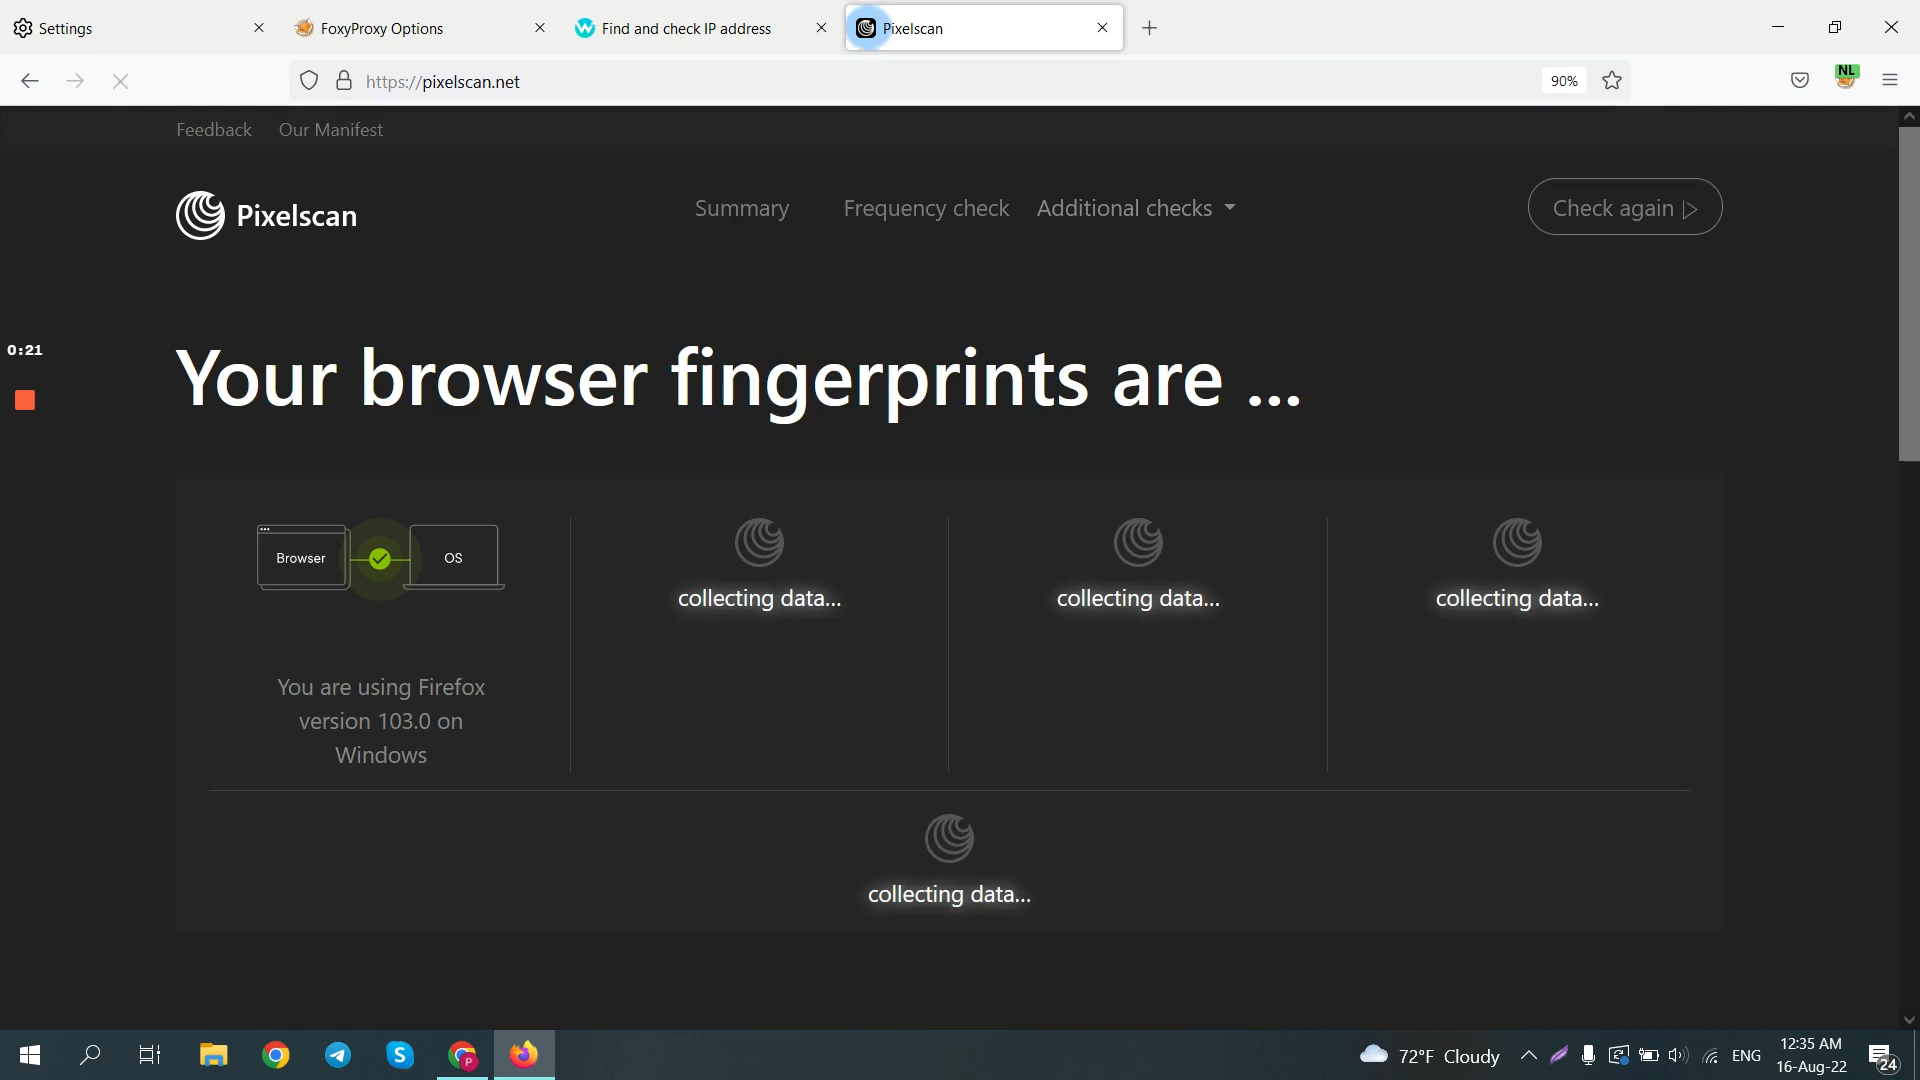 Settings
FoxyProxy Options
Find and check IP address
Pixelscan
https://pixelscan.net
90%
NL
Feedback
Our Manifest
Pixelscan
Summary
Frequency check
Additional checks
Check again
0:21
Your browser fingerprints are ...
Browser
OS
collecting data...
collecting data...
collecting data...
You are using Firefox
version 103.0 on
Windows
collecting data...
S
P
72°F Cloudy
ENG
12:35 AM
16-Aug-22
24